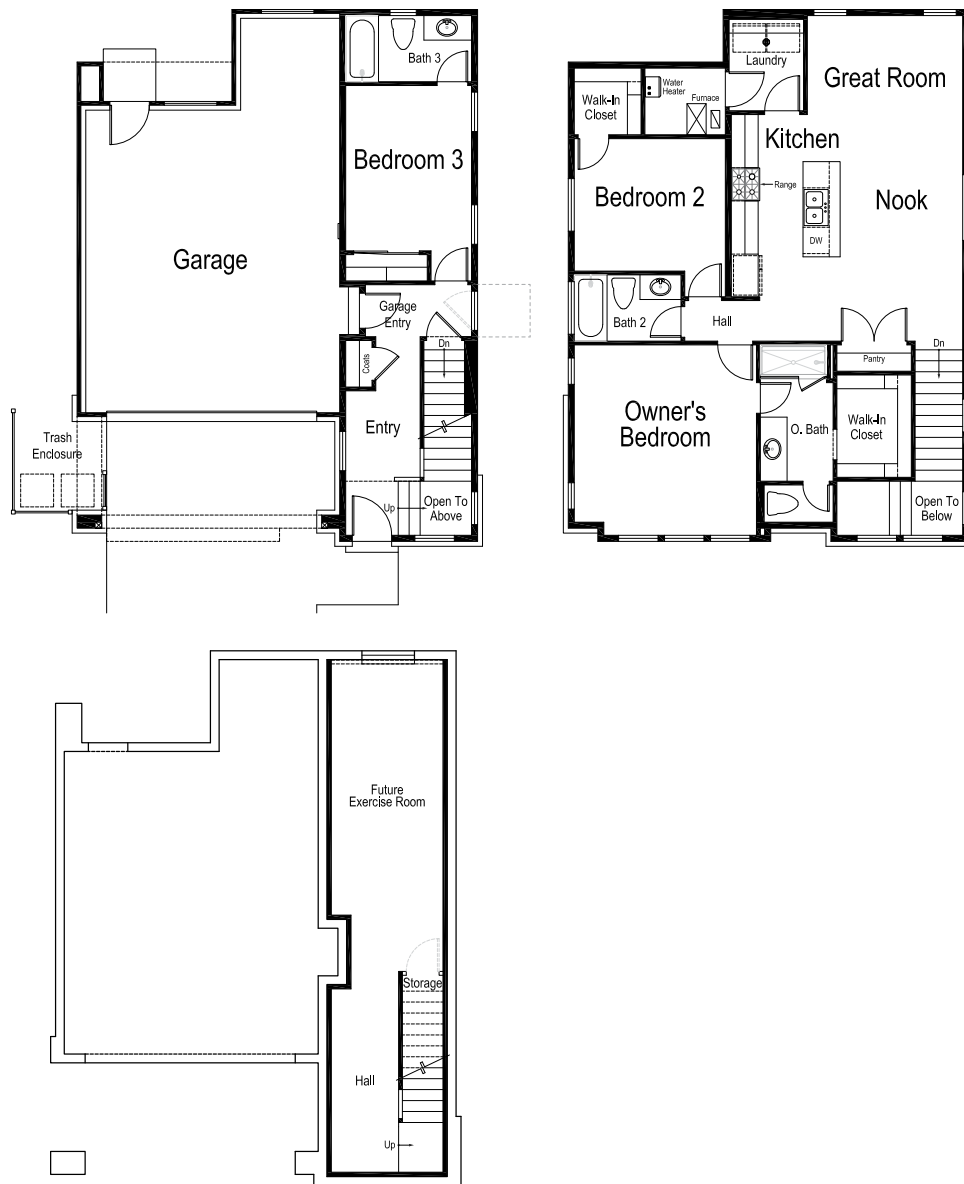 Bath 3
Bedroom 3
Garage
Garage
Entry
Dn
Coats
Entry
Trash
Enclosure
Up
Open To
Above
Laundry
Great Room
Water
Heater
Furnace
Walk-In
Closet
Kitchen
Bedroom 2
Range
Nook
DW
Bath 2
Hall
Dn
Pantry
Owner's
Bedroom
O. Bath
Walk-In
Closet
Open To
Below
Future
Exercise Room
Storage
Hall
Up